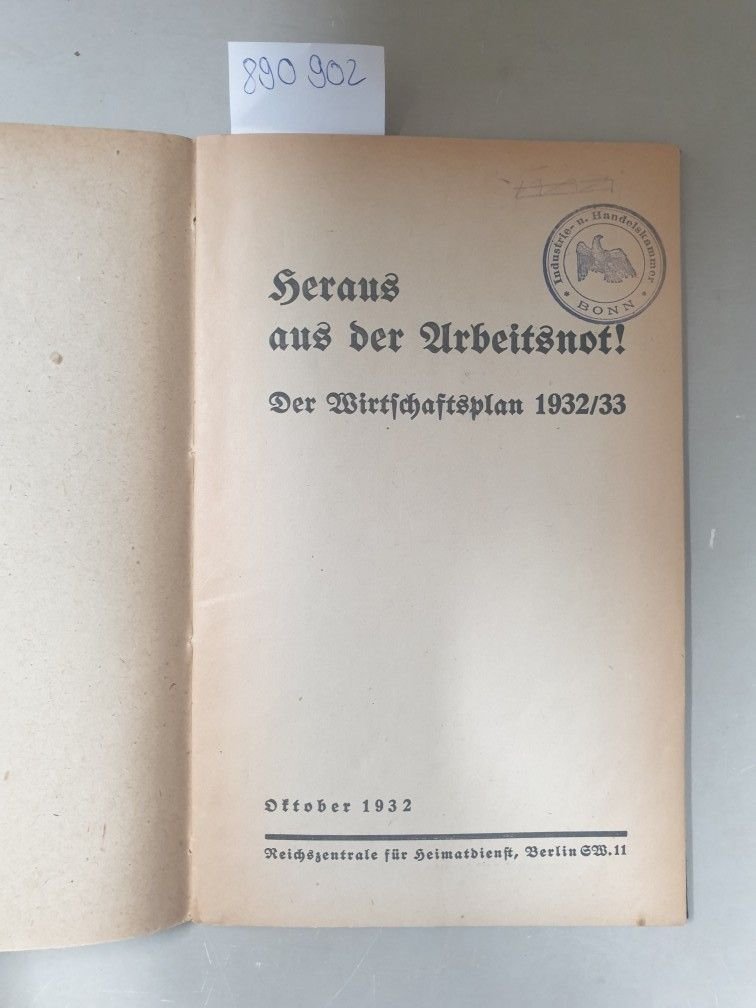 890 902
Industrie- u. Handelskammer
* BONN *
Heraus
aus der Arbeitsnot!
Der Wirtschaftsplan 1932/33
Oktober 1932
Reichszentrale für Heimatdienst, Berlin SW. 11